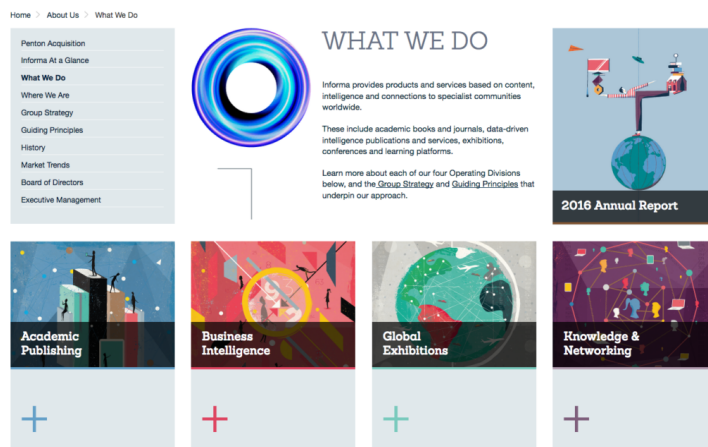 Home > About Us > What We Do
Penton Acquisition
Informa At a Glance
What We Do
Where We Are
Group Strategy
Guiding Principles
History
Market Trends
Board of Directors
Executive Management
WHAT WE DO
Informa provides products and services based on content,
intelligence and connections to specialist communities
worldwide.
These include academic books and journals, data-driven
intelligence publications and services, exhibitions,
conferences and learning platforms.
Learn more about each of our four Operating Divisions
below, and the Group Strategy and Guiding Principles that
underpin our approach.
2016 Annual Report
Academic
Publishing
Business
Intelligence
Global
Exhibitions
Knowledge &
Networking